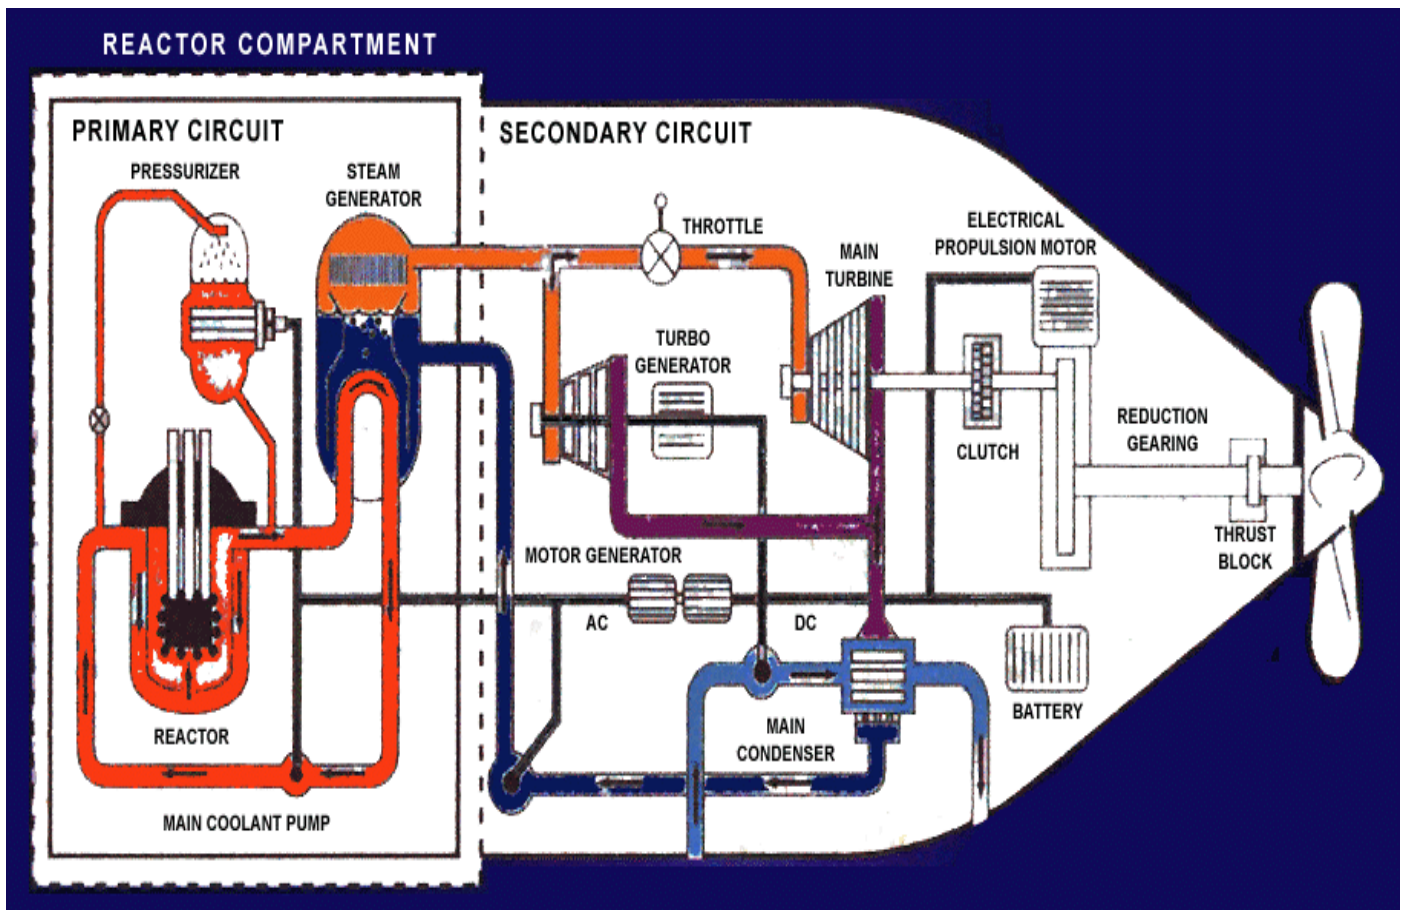 REACTOR COMPARTMENT
PRIMARY CIRCUIT
SECONDARY CIRCUIT
PRESSURIZER
STEAM
GENERATOR
THROTTLE
ELECTRICAL
PROPULSION MOTOR
MAIN
TURBINE
TURBO
GENERATOR
CLUTCH
REDUCTION
GEARING
THRUST
BLOCK
MOTOR GENERATOR
AC
DC
BATTERY
REACTOR
MAIN
CONDENSER
MAIN COOLANT PUMP